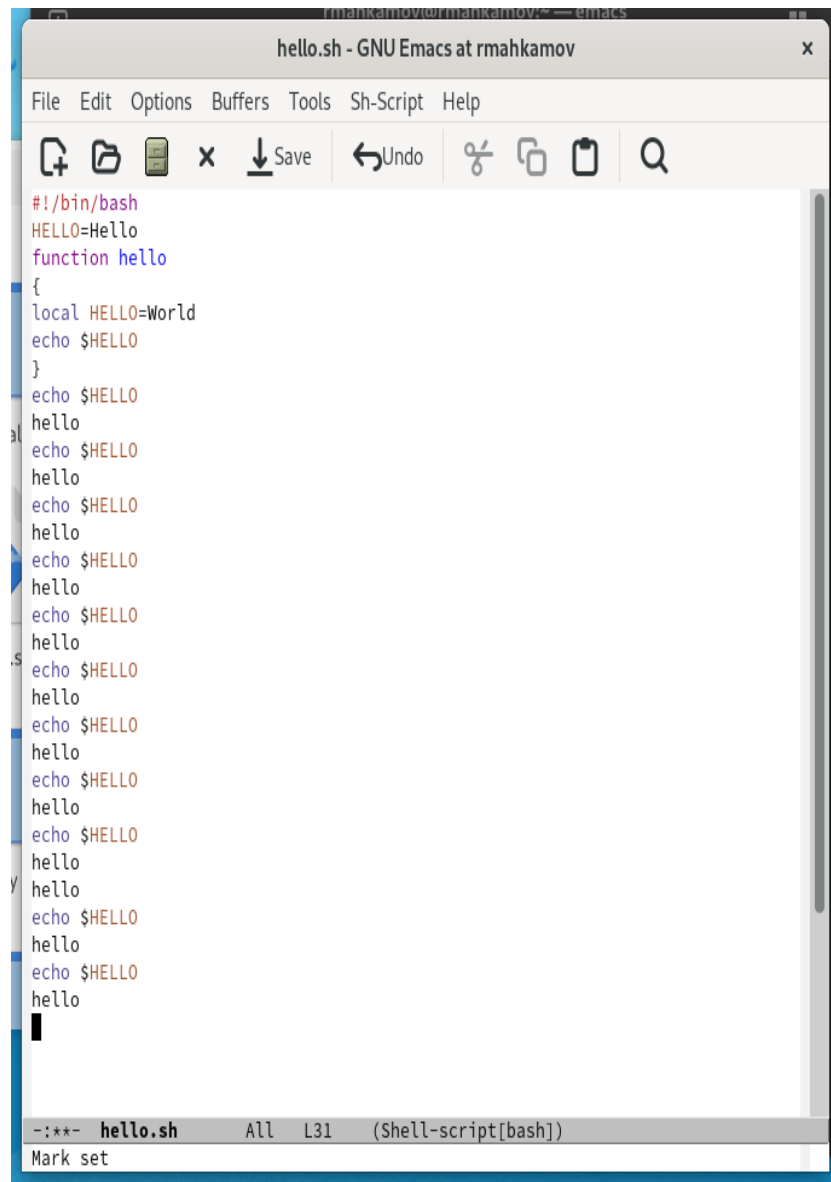 rmahkamov@rmahkamov:~ — emacs
hello.sh - GNU Emacs at rmahkamov
File Edit Options Buffers Tools Sh-Script Help
Save Undo
#!/bin/bash
HELLO=Hello
function hello
{
local HELLO=World
echo $HELLO
}
echo $HELLO
hello
echo $HELLO
hello
echo $HELLO
hello
echo $HELLO
hello
echo $HELLO
hello
echo $HELLO
hello
echo $HELLO
hello
echo $HELLO
hello
echo $HELLO
hello
hello
echo $HELLO
hello
echo $HELLO
hello
-:**- hello.sh All L31 (Shell-script[bash])
Mark set